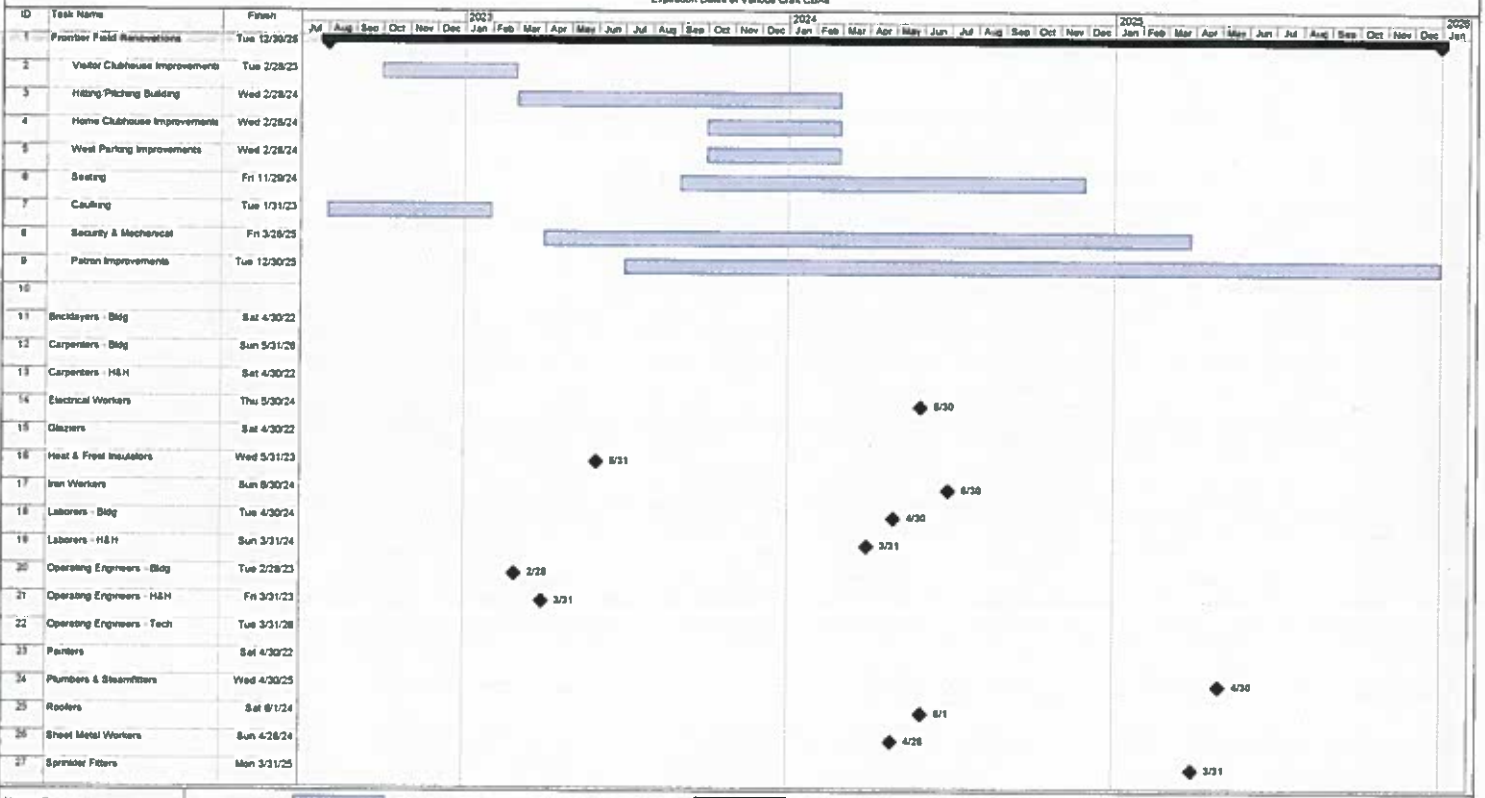 Expiration Dates of Various Craft CBAs
ID Task Name Finish 2023 2024 2025 2026
Jul Aug Sep Oct Nov Dec Jan Feb Mar Apr May Jun Jul Aug Sep Oct Nov Dec Jan Feb Mar Apr May Jun Jul Aug Sep Oct Nov Dec Jan Feb Mar Apr May Jun Jul Aug Sep Oct Nov Dec Jan
1 Frontier Field Renovations Tue 12/30/25
2 Visitor Clubhouse Improvements Tue 2/28/23
3 Hitting/Pitching Building Wed 2/28/24
4 Home Clubhouse Improvements Wed 2/28/24
5 West Parking Improvements Wed 2/28/24
6 Seating Fri 11/29/24
7 Caulking Tue 1/31/23
8 Security & Mechanical Fri 3/28/25
9 Patron Improvements Tue 12/30/25
10
11 Bricklayers - Bldg Sat 4/30/22
12 Carpenters - Bldg Sun 5/31/26
13 Carpenters - H&H Sat 4/30/22
14 Electrical Workers Thu 5/30/24 5/30
15 Glaziers Sat 4/30/22
16 Heat & Frost Insulators Wed 5/31/23 5/31
17 Iron Workers Sun 6/30/24 6/30
18 Laborers - Bldg Tue 4/30/24 4/30
19 Laborers - H&H Sun 3/31/24 3/31
20 Operating Engineers - Bldg Tue 2/28/23 2/28
21 Operating Engineers - H&H Fri 3/31/23 3/31
22 Operating Engineers - Tech Tue 3/31/26
23 Painters Sat 4/30/22
24 Plumbers & Steamfitters Wed 4/30/25 4/30
25 Roofers Sat 6/1/24 6/1
26 Sheet Metal Workers Sun 4/28/24 4/28
27 Sprinkler Fitters Mon 3/31/25 3/31